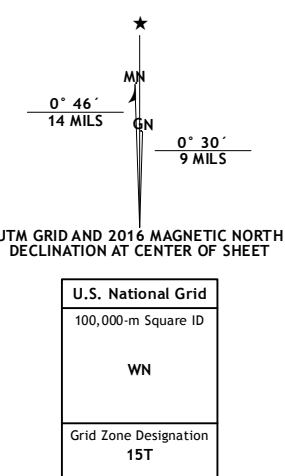 ★
MN
0° 46´
14 MILS
GN
0° 30´
9 MILS
UTM GRID AND 2016 MAGNETIC NORTH
DECLINATION AT CENTER OF SHEET
U.S. National Grid
100,000-m Square ID
WN
Grid Zone Designation
15T